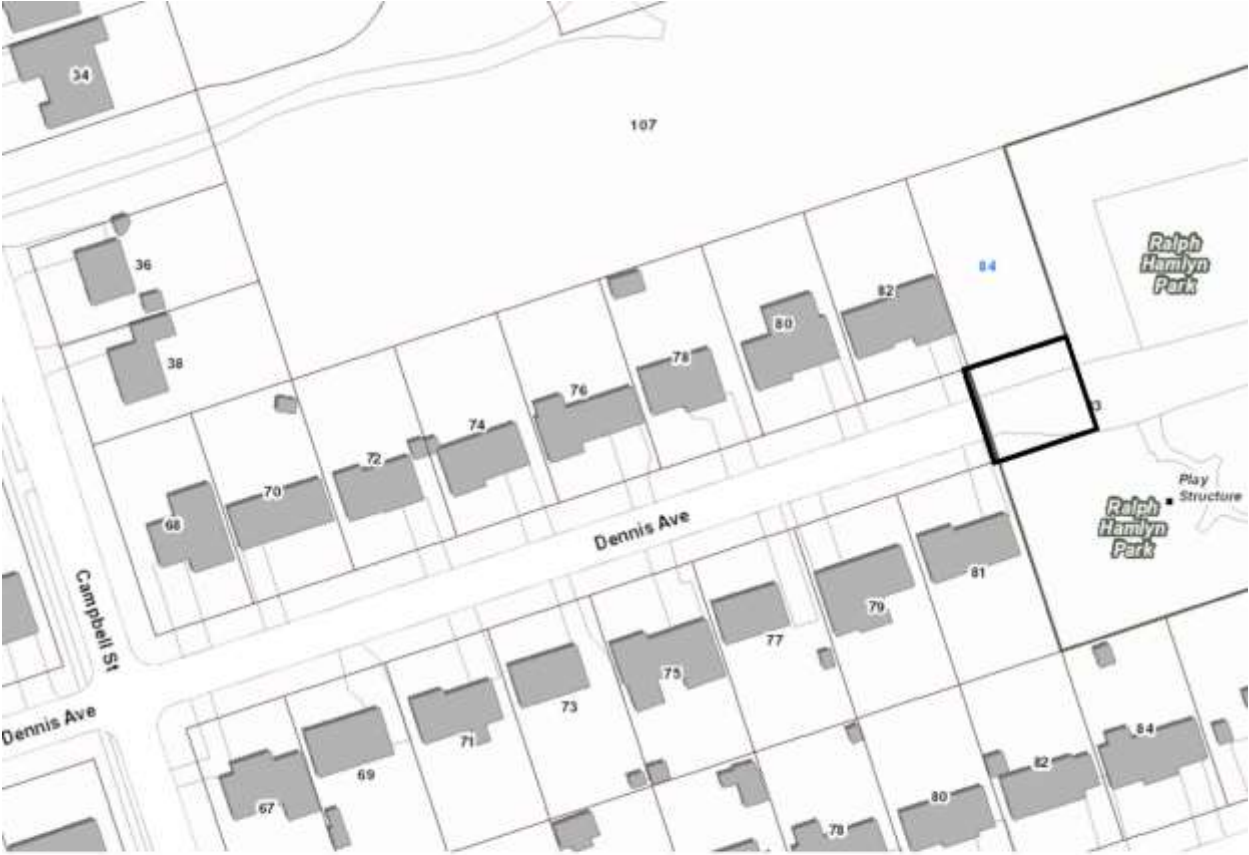 34
107
36
Ralph
Hamlyn
Park
84
82
80
38
78
76
3
74
72
70
68
Play
Structure
Ralph
Hamlyn
Park
Dennis Ave
81
79
77
75
73
71
69
67
Campbell St
Dennis Ave
84
82
80
78